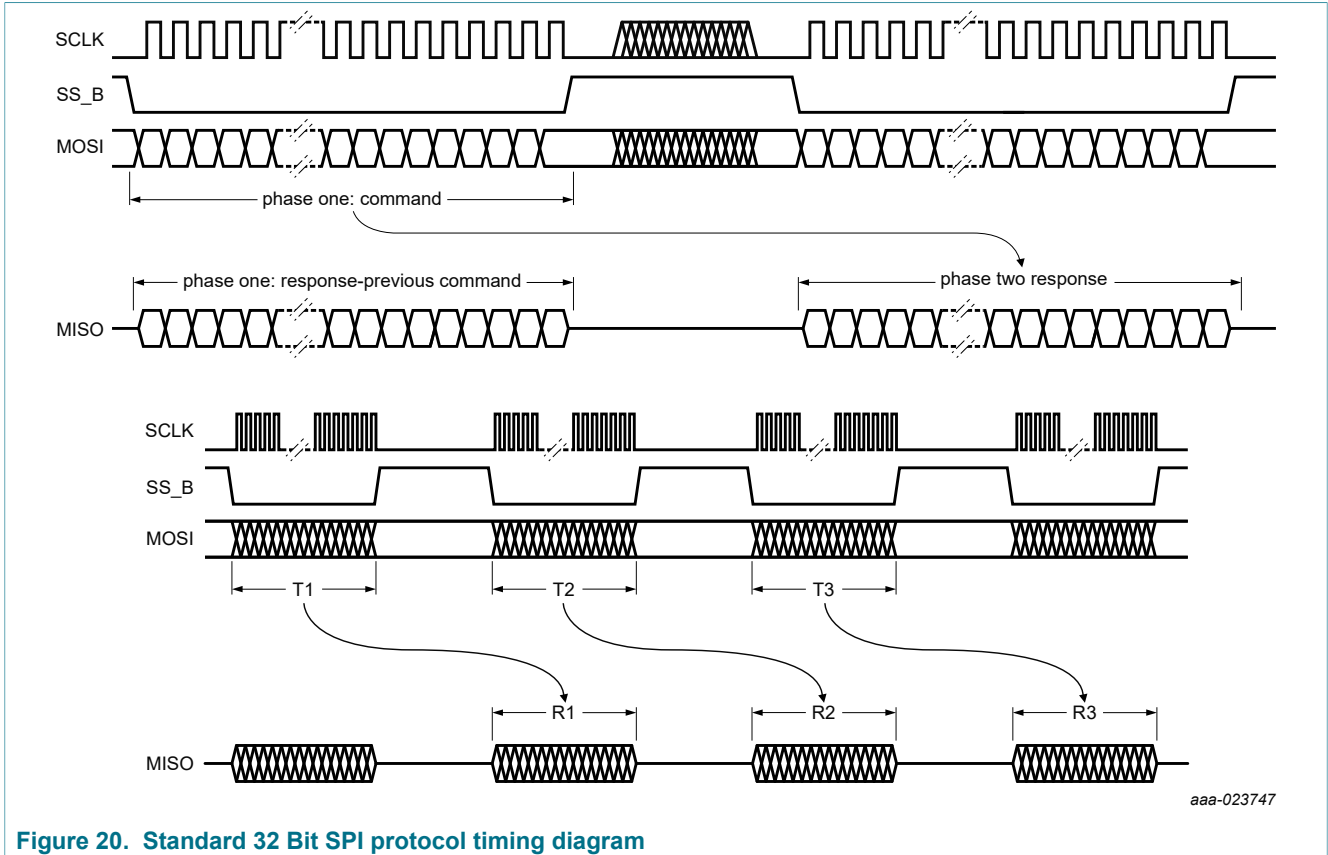 SCLK
SS_B
MOSI
phase one: command
phase one: response-previous command
phase two response
MISO
SCLK
SS_B
MOSI
T1
T2
T3
R1
R2
R3
MISO
aaa-023747
Figure 20. Standard 32 Bit SPI protocol timing diagram